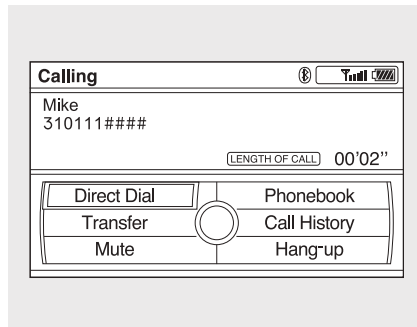 Calling
Mike
310111####
LENGTH OF CALL 00'02’’
Direct Dial Phonebook
Transfer Call History
Mute Hang-up